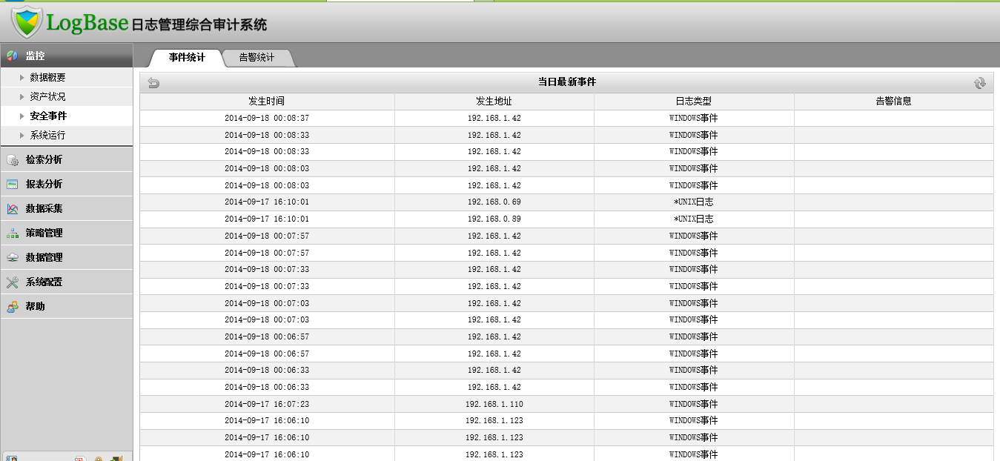 LogBase日志管理综合审计系统
监控
数据概要
资产状况
安全事件
系统运行
检索分析
报表分析
数据采集
策略管理
数据管理
系统配置
帮助
事件统计 告警统计
当日最新事件
发生时间 发生地址 日志类型 告警信息
2014-09-18 00:08:37 192.168.1.42 WINDOWS事件
2014-09-18 00:08:33 192.168.1.42 WINDOWS事件
2014-09-18 00:08:33 192.168.1.42 WINDOWS事件
2014-09-18 00:08:03 192.168.1.42 WINDOWS事件
2014-09-18 00:08:03 192.168.1.42 WINDOWS事件
2014-09-17 16:10:01 192.168.0.69 *UNIX日志
2014-09-17 16:10:01 192.168.0.89 *UNIX日志
2014-09-18 00:07:57 192.168.1.42 WINDOWS事件
2014-09-18 00:07:57 192.168.1.42 WINDOWS事件
2014-09-18 00:07:33 192.168.1.42 WINDOWS事件
2014-09-18 00:07:33 192.168.1.42 WINDOWS事件
2014-09-18 00:07:03 192.168.1.42 WINDOWS事件
2014-09-18 00:07:03 192.168.1.42 WINDOWS事件
2014-09-18 00:06:57 192.168.1.42 WINDOWS事件
2014-09-18 00:06:57 192.168.1.42 WINDOWS事件
2014-09-18 00:06:33 192.168.1.42 WINDOWS事件
2014-09-18 00:06:33 192.168.1.42 WINDOWS事件
2014-09-17 16:07:23 192.168.1.110 WINDOWS事件
2014-09-17 16:06:10 192.168.1.123 WINDOWS事件
2014-09-17 16:06:10 192.168.1.123 WINDOWS事件
2014-09-17 16:06:10 192.168.1.123 WINDOWS事件